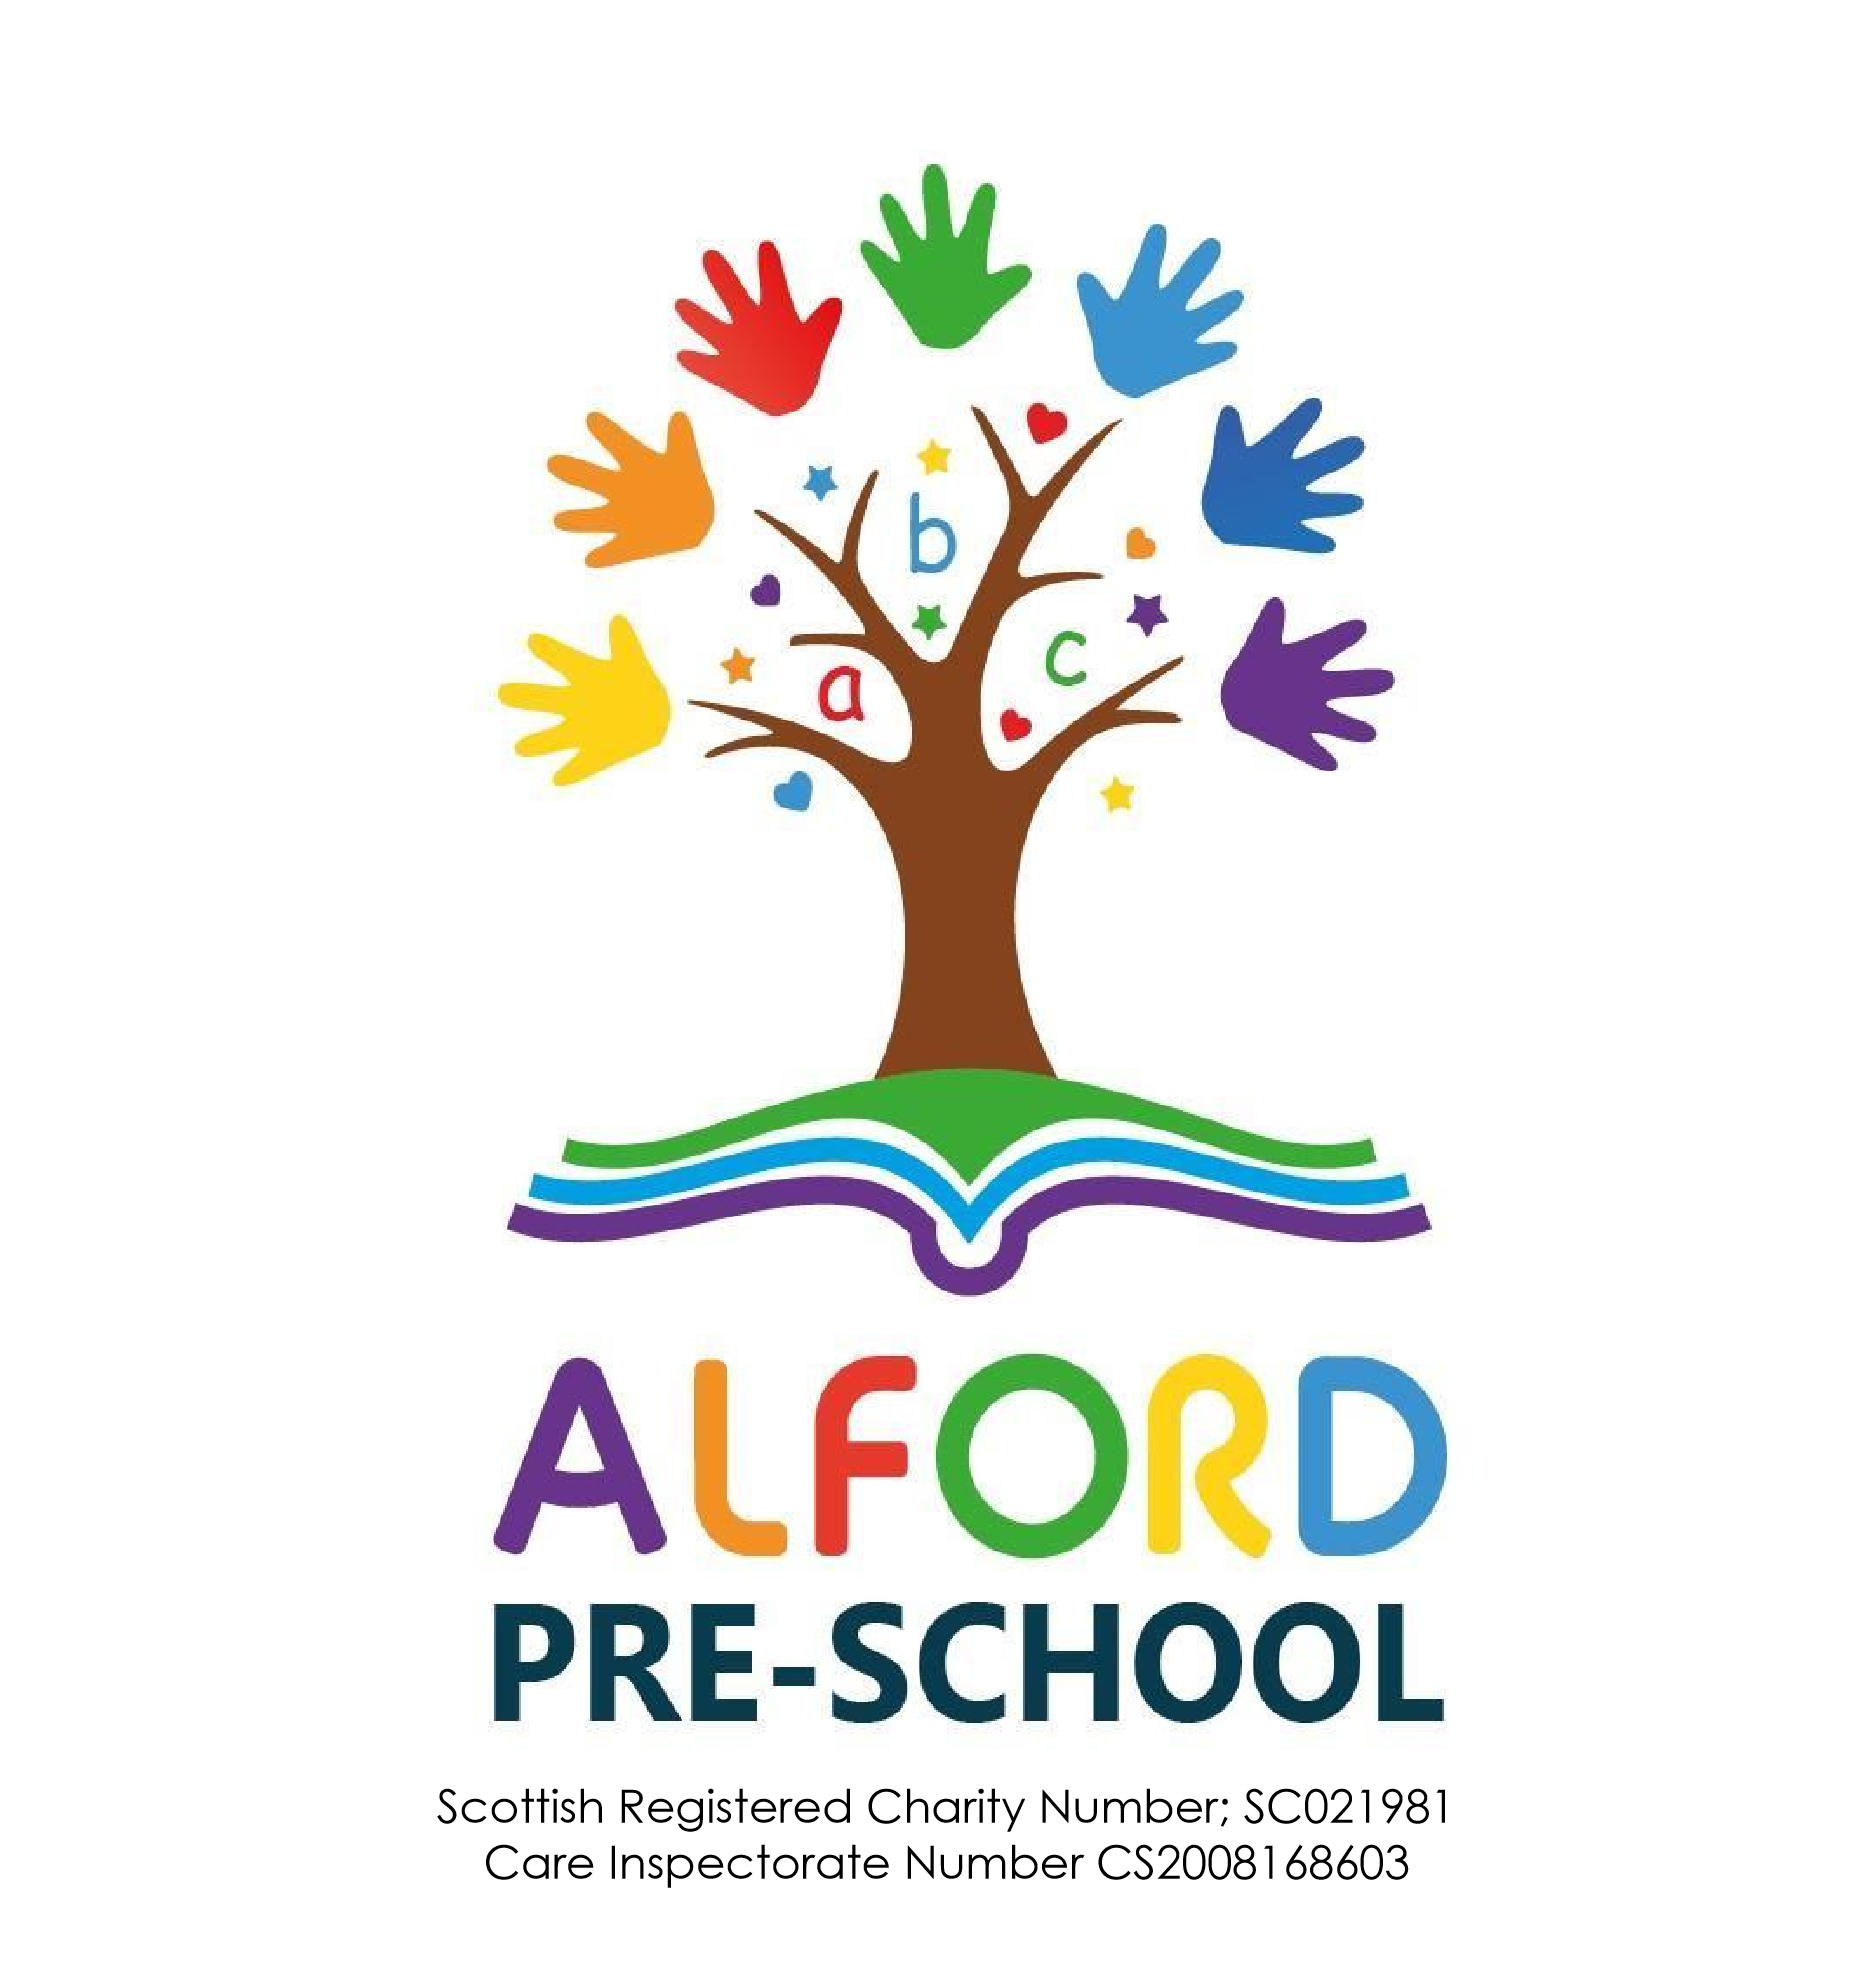 b
c
a
ALFORD
PRE-SCHOOL
Scottish Registered Charity Number; SC021981
Care Inspectorate Number CS2008168603